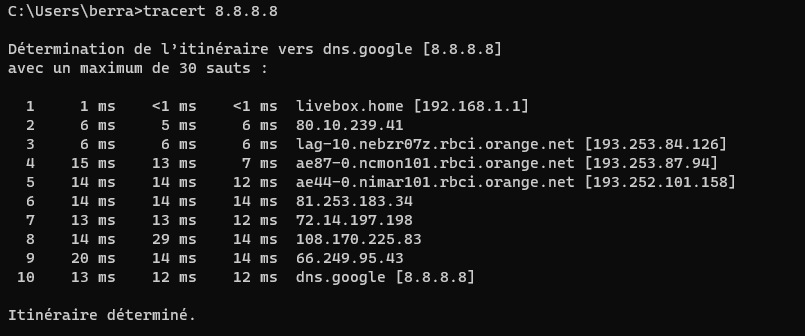 C:\Users\berra>tracert 8.8.8.8
Détermination de l’itinéraire vers dns.google [8.8.8.8]
avec un maximum de 30 sauts :
1 1 ms <1 ms <1 ms livebox.home [192.168.1.1]
2 6 ms 5 ms 6 ms 80.10.239.41
3 6 ms 6 ms 6 ms lag-10.nebzr07z.rbci.orange.net [193.253.84.126]
4 15 ms 13 ms 7 ms ae87-0.ncmon101.rbci.orange.net [193.253.87.94]
5 14 ms 14 ms 12 ms ae44-0.nimar101.rbci.orange.net [193.252.101.158]
6 14 ms 14 ms 14 ms 81.253.183.34
7 13 ms 13 ms 12 ms 72.14.197.198
8 14 ms 29 ms 14 ms 108.170.225.83
9 20 ms 14 ms 14 ms 66.249.95.43
10 13 ms 12 ms 12 ms dns.google [8.8.8.8]
Itinéraire déterminé.